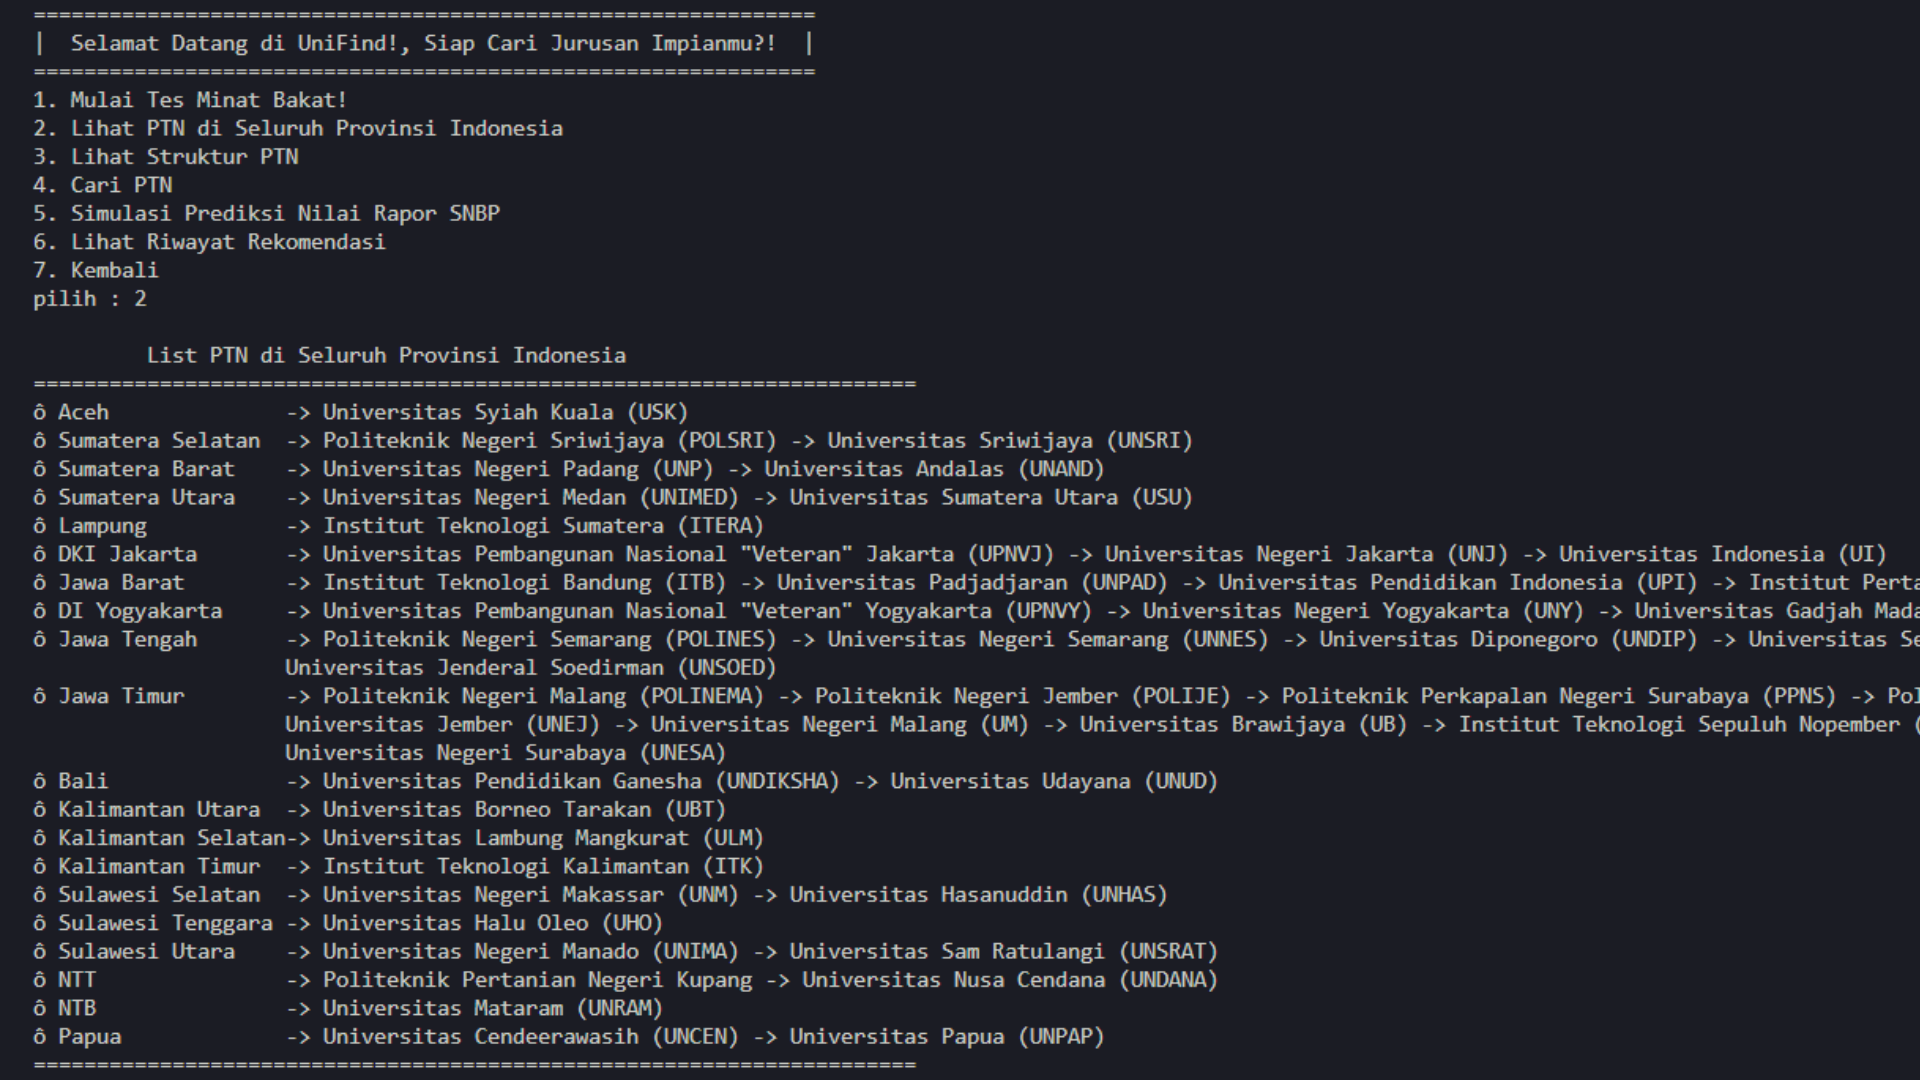 ==============================================================
|  Selamat Datang di UniFind!, Siap Cari Jurusan Impianmu?!  |
==============================================================
1. Mulai Tes Minat Bakat!
2. Lihat PTN di Seluruh Provinsi Indonesia
3. Lihat Struktur PTN
4. Cari PTN
5. Simulasi Prediksi Nilai Rapor SNBP
6. Lihat Riwayat Rekomendasi
7. Kembali
pilih : 2
List PTN di Seluruh Provinsi Indonesia
======================================================================
ô Aceh              -> Universitas Syiah Kuala (USK)
ô Sumatera Selatan  -> Politeknik Negeri Sriwijaya (POLSRI) -> Universitas Sriwijaya (UNSRI)
ô Sumatera Barat    -> Universitas Negeri Padang (UNP) -> Universitas Andalas (UNAND)
ô Sumatera Utara    -> Universitas Negeri Medan (UNIMED) -> Universitas Sumatera Utara (USU)
ô Lampung           -> Institut Teknologi Sumatera (ITERA)
ô DKI Jakarta       -> Universitas Pembangunan Nasional "Veteran" Jakarta (UPNVJ) -> Universitas Negeri Jakarta (UNJ) -> Universitas Indonesia (UI)
ô Jawa Barat        -> Institut Teknologi Bandung (ITB) -> Universitas Padjadjaran (UNPAD) -> Universitas Pendidikan Indonesia (UPI) -> Institut
ô DI Yogyakarta     -> Universitas Pembangunan Nasional "Veteran" Yogyakarta (UPNVY) -> Universitas Negeri Yogyakarta (UNY) -> Universitas Gadjah Mada
ô Jawa Tengah       -> Politeknik Negeri Semarang (POLINES) -> Universitas Negeri Semarang (UNNES) -> Universitas Diponegoro (UNDIP) -> Universitas
Universitas Jenderal Soedirman (UNSOED)
ô Jawa Timur        -> Politeknik Negeri Malang (POLINEMA) -> Politeknik Negeri Jember (POLIJE) -> Politeknik Perkapalan Negeri Surabaya (PPNS) ->
Universitas Jember (UNEJ) -> Universitas Negeri Malang (UM) -> Universitas Brawijaya (UB) -> Institut Teknologi Sepuluh Nopember (
Universitas Negeri Surabaya (UNESA)
ô Bali              -> Universitas Pendidikan Ganesha (UNDIKSHA) -> Universitas Udayana (UNUD)
ô Kalimantan Utara  -> Universitas Borneo Tarakan (UBT)
ô Kalimantan Selatan-> Universitas Lambung Mangkurat (ULM)
ô Kalimantan Timur  -> Institut Teknologi Kalimantan (ITK)
ô Sulawesi Selatan  -> Universitas Negeri Makassar (UNM) -> Universitas Hasanuddin (UNHAS)
ô Sulawesi Tenggara -> Universitas Halu Oleo (UHO)
ô Sulawesi Utara    -> Universitas Negeri Manado (UNIMA) -> Universitas Sam Ratulangi (UNSRAT)
ô NTT               -> Politeknik Pertanian Negeri Kupang -> Universitas Nusa Cendana (UNDANA)
ô NTB               -> Universitas Mataram (UNRAM)
ô Papua             -> Universitas Cendeerawasih (UNCEN) -> Universitas Papua (UNPAP)
======================================================================